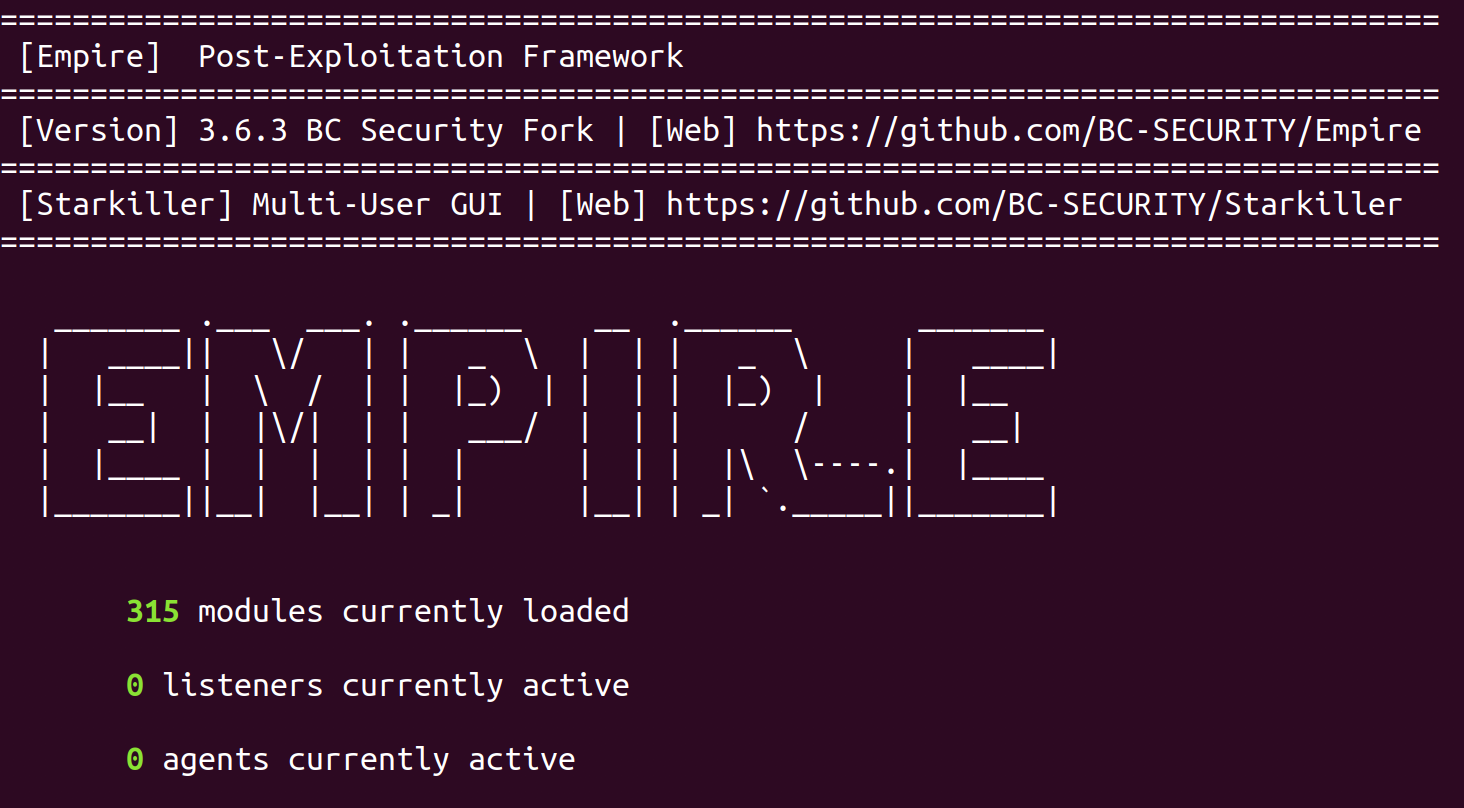 ================================================================================
[Empire]  Post-Exploitation Framework
================================================================================
[Version] 3.6.3 BC Security Fork | [Web] https://github.com/BC-SECURITY/Empire
================================================================================
[Starkiller] Multi-User GUI | [Web] https://github.com/BC-SECURITY/Starkiller
================================================================================
EMPIRE
315 modules currently loaded
0 listeners currently active
0 agents currently active